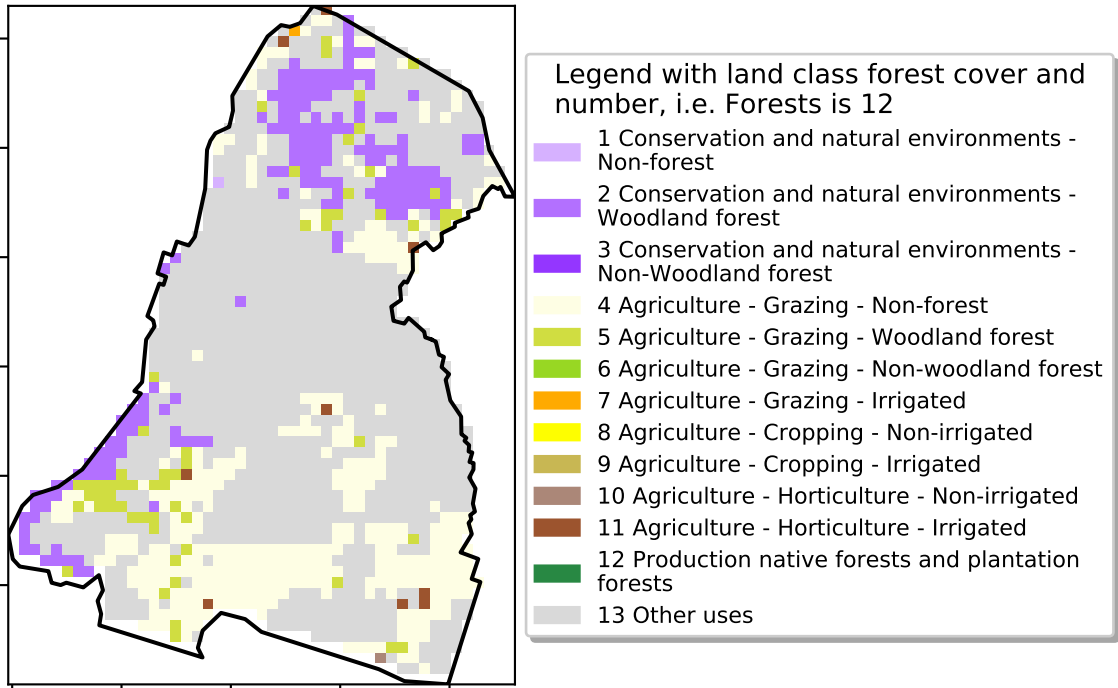 Legend with land class forest cover and
number, i.e. Forests is 12
1 Conservation and natural environments -
Non-forest
2 Conservation and natural environments -
Woodland forest
3 Conservation and natural environments -
Non-Woodland forest
4 Agriculture - Grazing - Non-forest
5 Agriculture - Grazing - Woodland forest
6 Agriculture - Grazing - Non-woodland forest
7 Agriculture - Grazing - Irrigated
8 Agriculture - Cropping - Non-irrigated
9 Agriculture - Cropping - Irrigated
10 Agriculture - Horticulture - Non-irrigated
11 Agriculture - Horticulture - Irrigated
12 Production native forests and plantation
forests
13 Other uses